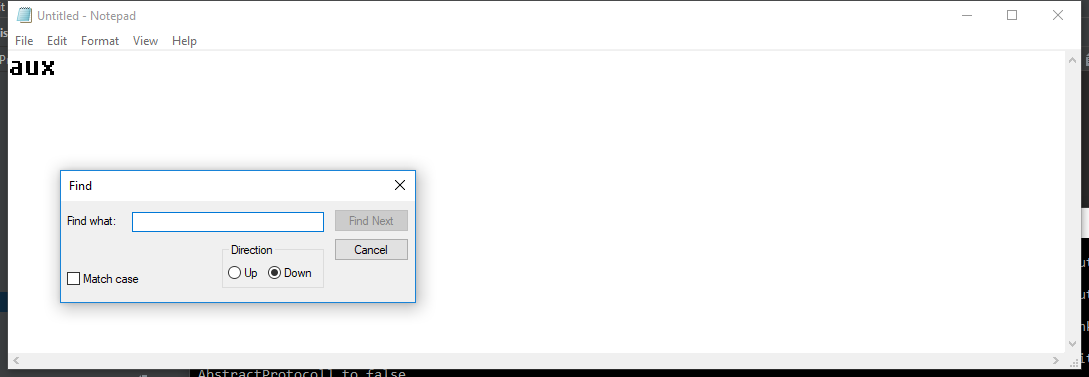 Untitled - Notepad
File Edit Format View Help
aux
Find
Find what:
Find Next
Cancel
Direction
Up Down
Match case
AbstractProtocol] to false